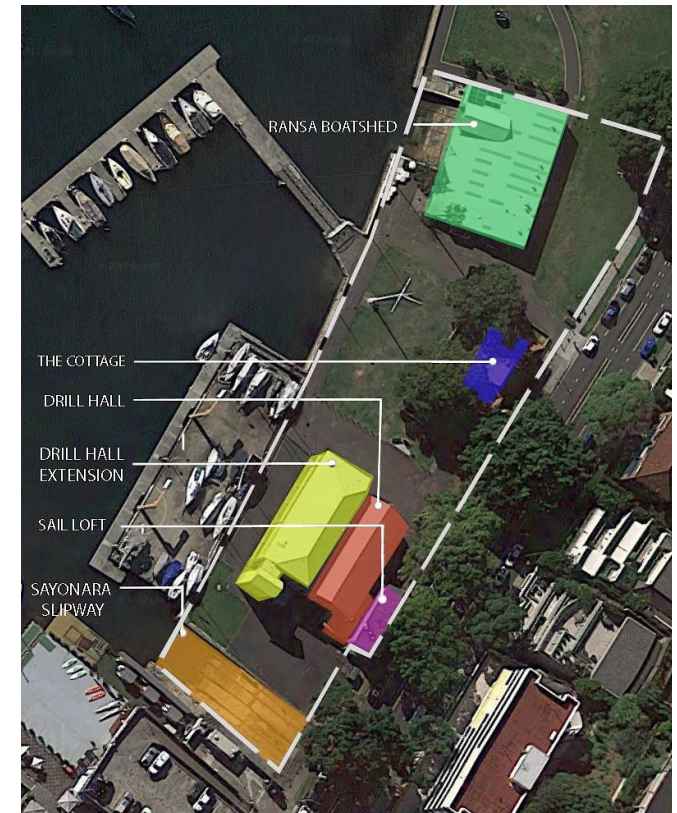 RANSA BOATSHED
THE COTTAGE
DRILL HALL
DRILL HALL
EXTENSION
SAIL LOFT
SAYONARA
SLIPWAY